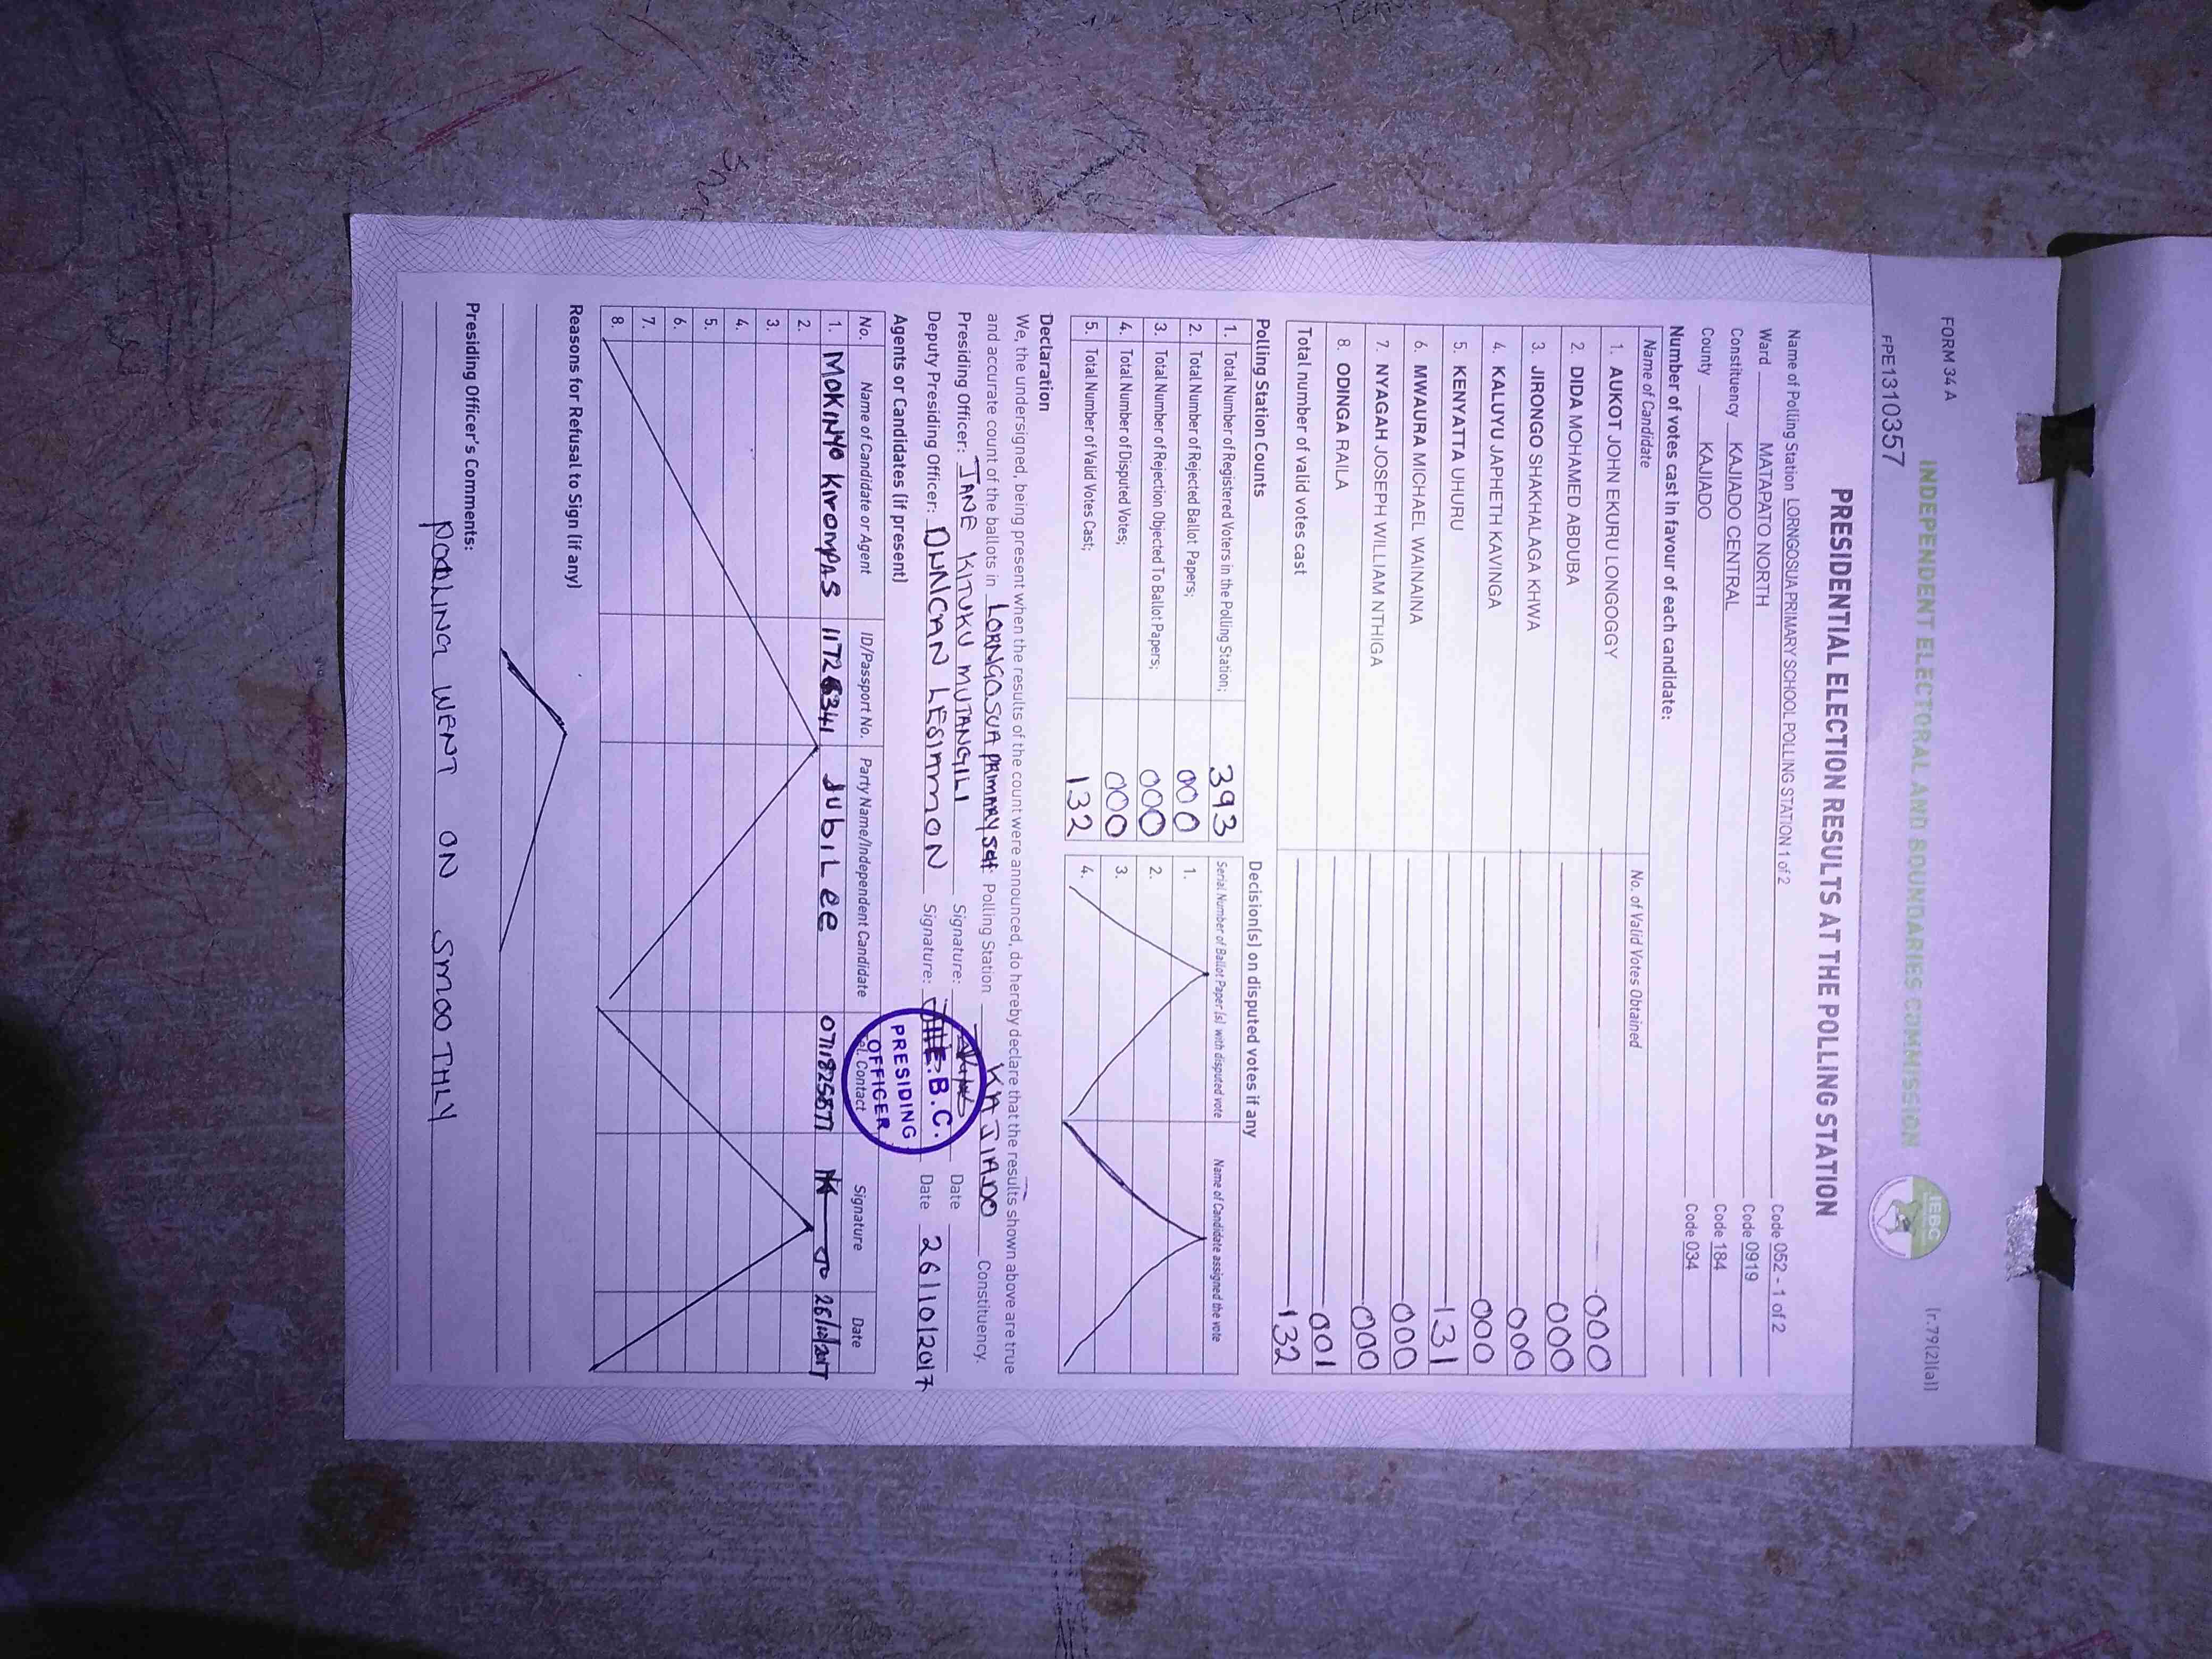 FORM 34 A
[r.79(2)(a)]
INDEPENDENT ELECTORAL AND BOUNDARIES COMMISSION
IEBC
FPE1310357
PRESIDENTIAL ELECTION RESULTS AT THE POLLING STATION
Name of Polling Station LORNGOSUA PRIMARY SCHOOL POLLING STATION 1 of 2 Code 052 - 1 of 2
Ward MATAPATO NORTH Code 0919
Constituency KAJIADO CENTRAL Code 184
County KAJIADO Code 034
Number of votes cast in favour of each candidate:
Name of Candidate No. of Valid Votes Obtained
1. AUKOT JOHN EKURU LONGOGGY 000
2. DIDA MOHAMED ABDUBA 000
3. JIRONGO SHAKHALAGA KHWA 000
4. KALUYU JAPHETH KAVINGA 000
5. KENYATTA UHURU 131
6. MWAURA MICHAEL WAINAINA 000
7. NYAGAH JOSEPH WILLIAM NTHIGA 000
8. ODINGA RAILA 001
Total number of valid votes cast 132
Polling Station Counts Decision(s) on disputed votes if any
1. Total Number of Registered Voters in the Polling Station; 393 Serial Number of Ballot Paper (s) with disputed vote Name of Candidate assigned the vote
2. Total Number of Rejected Ballot Papers; 000 1.
3. Total Number of Rejection Objected To Ballot Papers; 000 2.
4. Total Number of Disputed Votes; 000 3.
5. Total Number of Valid Votes Cast; 132 4.
Declaration
We, the undersigned, being present when the results of the count were announced, do hereby declare that the results shown above are true
and accurate count of the ballots in LORNGOSUA PRIMARY SCH Polling Station KAJIADO Constituency.
Presiding Officer: JANE KITUKU MUTANGILI Signature: Date
Deputy Presiding Officer: DUNCAN Signature: Date 26/10/2017
I.E.B.C.
PRESIDING
OFFICER
Agents or Candidates (if present)
No. Name of Candidate or Agent ID/Passport No. Party Name/Independent Candidate Tel. Contact Signature Date
1. MOKINYO KIROMPAS 11726341 JUBILee 26/10/2017
2.
3.
4.
5.
6.
7.
8.
Reasons for Refusal to Sign (if any)
Presiding Officer's Comments:
POOLING WENT ON SMOOTHLY